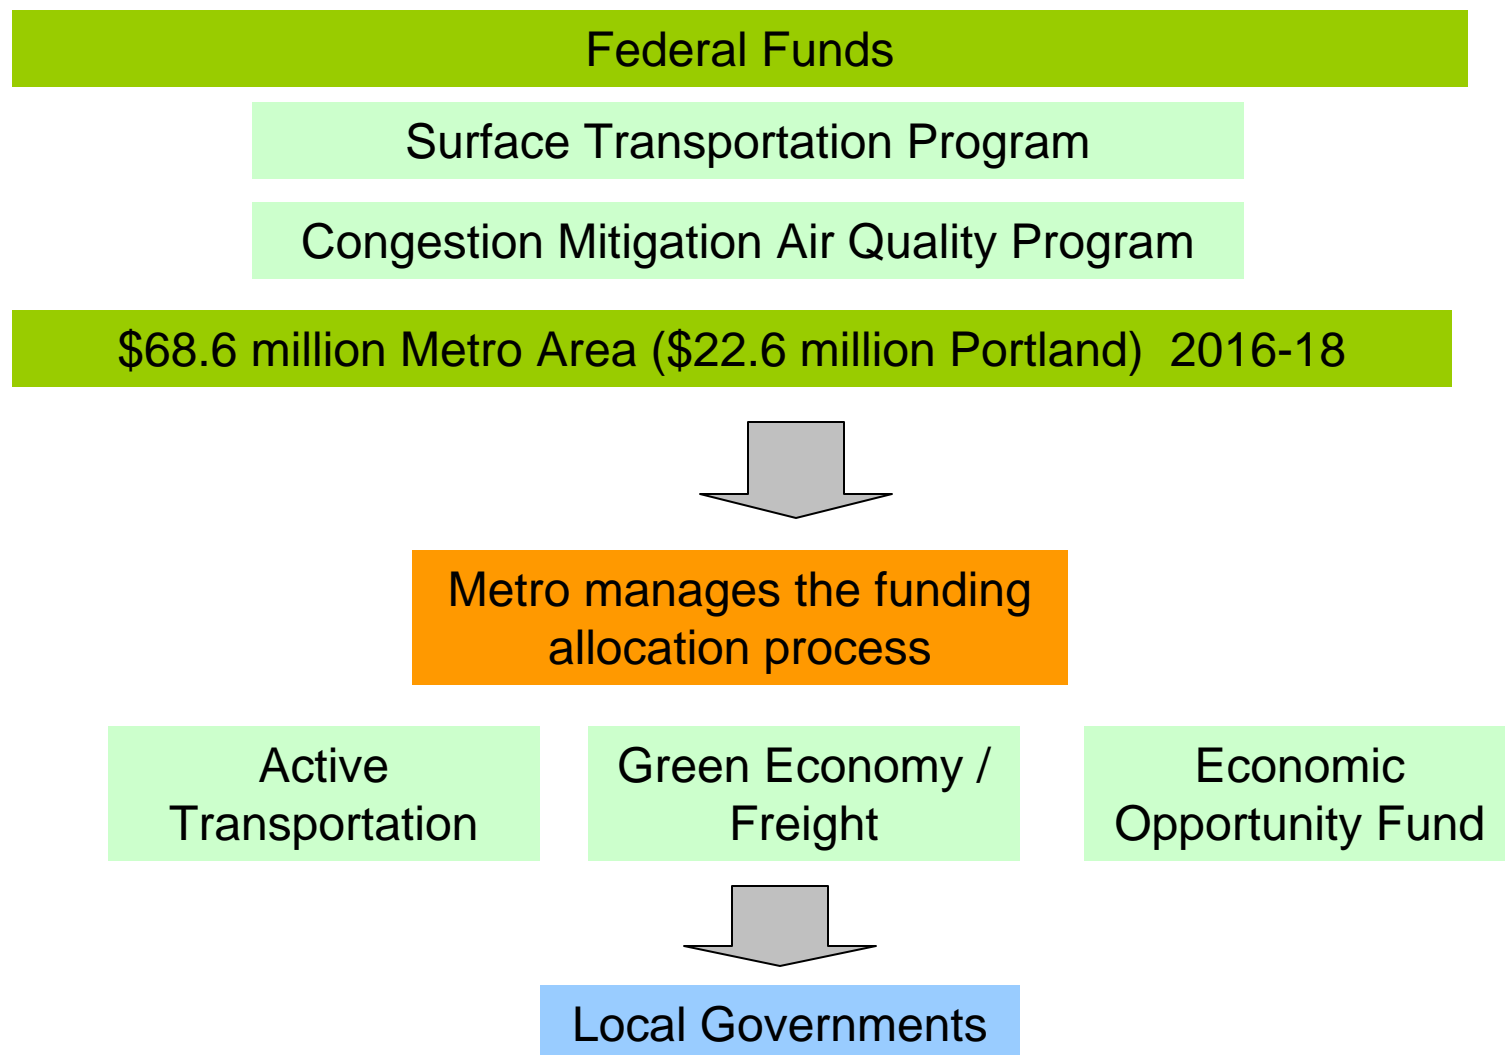 Federal Funds
Surface Transportation Program
Congestion Mitigation Air Quality Program
$68.6 million Metro Area ($22.6 million Portland)  2016-18
Metro manages the funding
allocation process
Active
Transportation
Green Economy /
Freight
Economic
Opportunity Fund
Local Governments